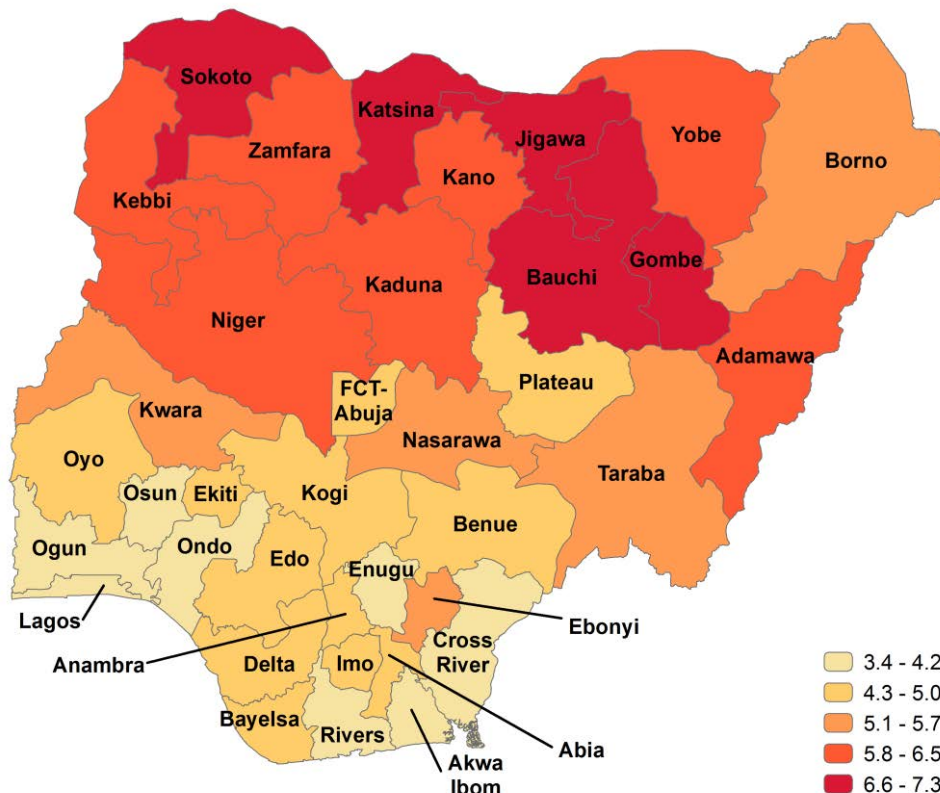 Sokoto
Katsina
Jigawa
Yobe
Zamfara
Borno
Kano
Kebbi
Gombe
Bauchi
Kaduna
Niger
Adamawa
Plateau
FCT-
Abuja
Kwara
Nasarawa
Oyo
Taraba
Osun
Ekiti
Kogi
Benue
Ogun
Ondo
Edo
Enugu
Lagos
Ebonyi
Anambra
Cross
River
Delta
Imo
Bayelsa
Rivers
Abia
Akwa
Ibom
3.4 - 4.2
4.3 - 5.0
5.1 - 5.7
5.8 - 6.5
6.6 - 7.3